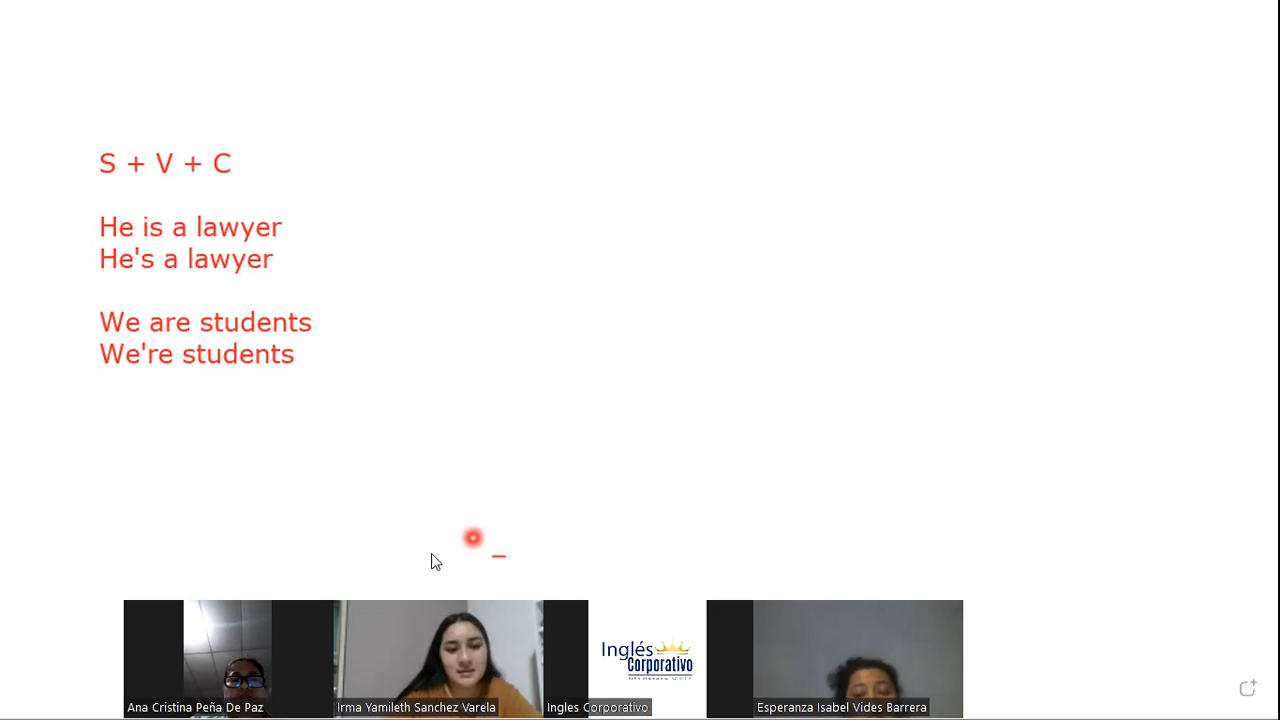 S + V + C
He is a lawyer
He's a lawyer
We are students
We're students
Inglés
Corporativo
Ana Cristina Peña De Paz
Irma Yamileth Sanchez Varela
Ingles Corporativo
Esperanza Isabel Vides Barrera